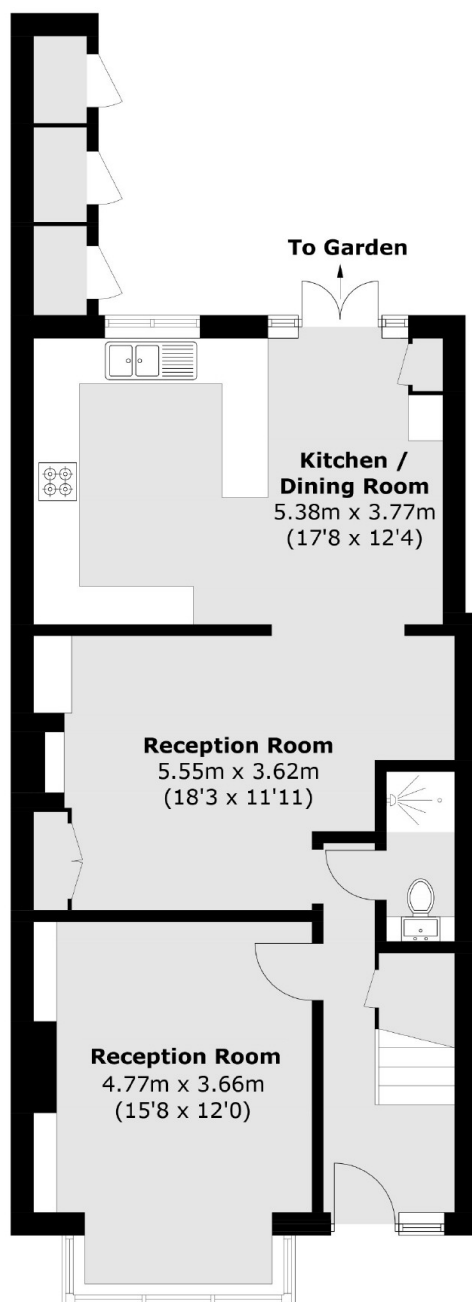 To Garden
Kitchen /
Dining Room
5.38m x 3.77m
(17'8 x 12'4)
Reception Room
5.55m x 3.62m
(18'3 x 11'11)
Reception Room
4.77m x 3.66m
(15'8 x 12'0)